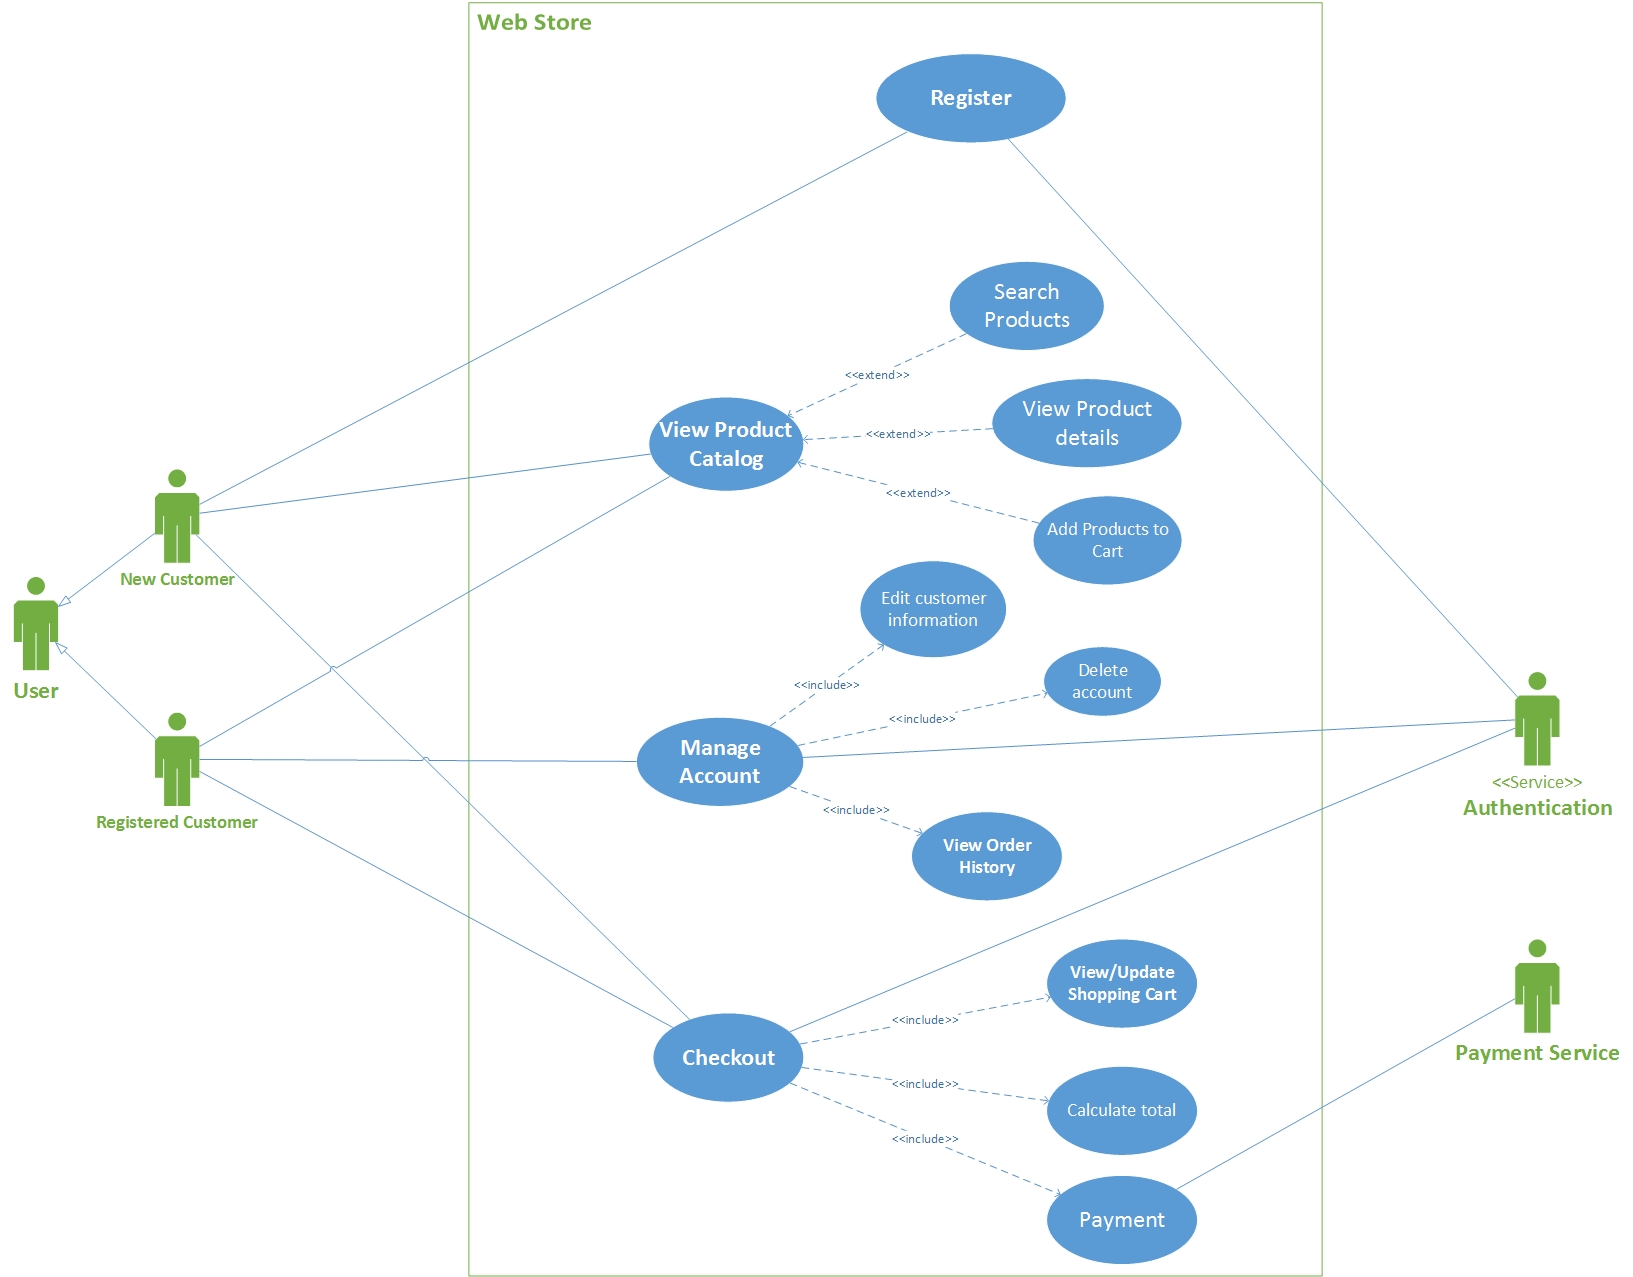 Web Store
Register
Search
Products
<<extend>>
View Product
Catalog
<<extend>>
View Product
details
<<extend>>
Add Products to
Cart
New Customer
User
Edit customer
information
<<include>>
Delete
account
<<include>>
Registered Customer
Manage
Account
<<include>>
View Order
History
<<Service>>
Authentication
View/Update
Shopping Cart
<<include>>
Checkout
<<include>>
Calculate total
<<include>>
Payment
Payment Service